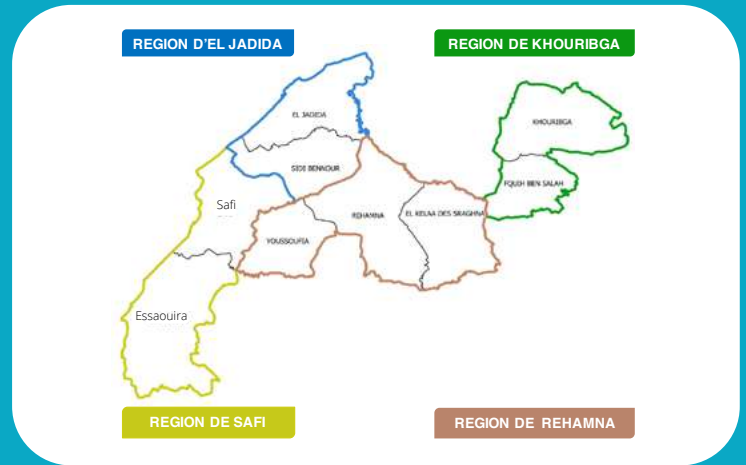 REGION D'EL JADIDA
REGION DE KHOURIBGA
EL JADIDA
KHOURIBGA
SIDI BENNOUR
FQUIH BEN SALAH
Safi
REHAMNA
EL KELAA DES SRAGHNA
YOUSSOUFIA
Essaouira
REGION DE SAFI
REGION DE REHAMNA